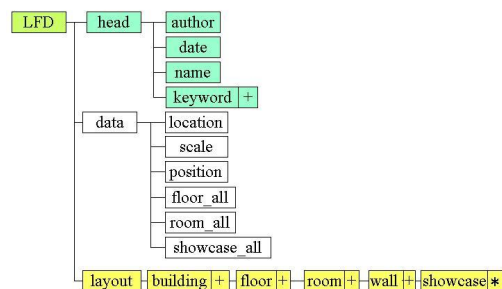 LFD head author
date
name
keyword +
data location
scale
position
floor_all
room_all
showcase_all
layout building + floor + room + wall + showcase *